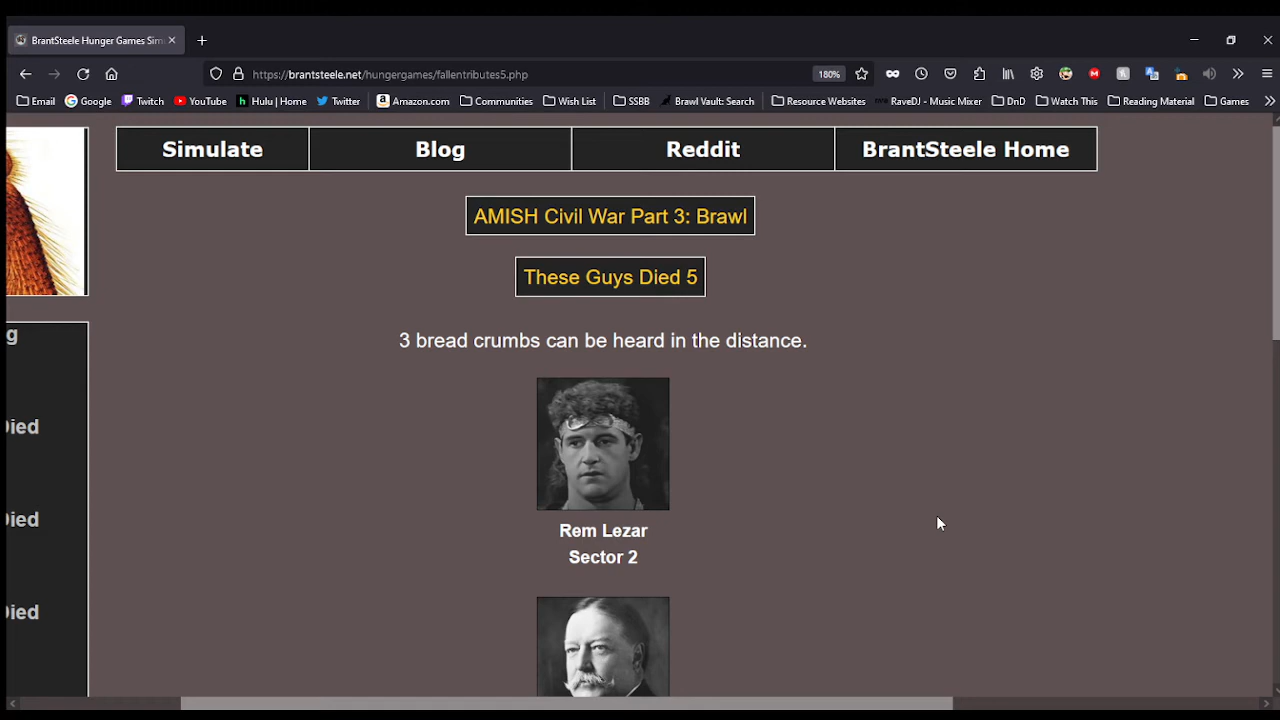 BrantSteele Hunger Games Sim
https://brantsteele.net/hungergames/fallentributes5.php
180%
Email Google Twitch YouTube Hulu | Home Twitter Amazon.com Communities Wish List SSBB Brawl Vault: Search Resource Websites RaveDJ - Music Mixer DnD Watch This Reading Material Games
Simulate Blog Reddit BrantSteele Home
AMISH Civil War Part 3: Brawl
These Guys Died 5
3 bread crumbs can be heard in the distance.
g
Died
Died
Died
Rem Lezar
Sector 2